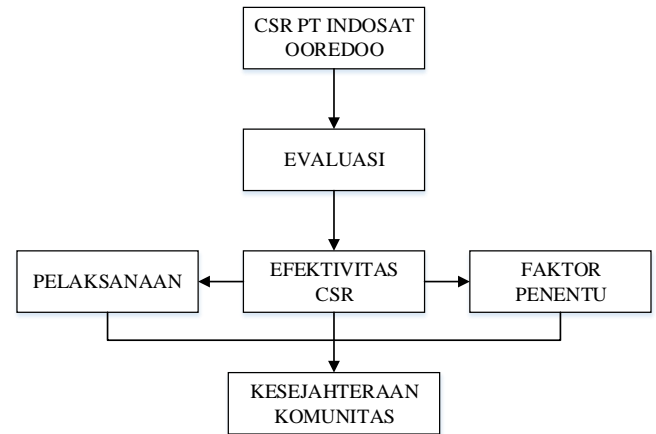 CSR PT INDOSAT
OOREDOO
EVALUASI
PELAKSANAAN
EFEKTIVITAS
CSR
FAKTOR
PENENTU
KESEJAHTERAAN
KOMUNITAS